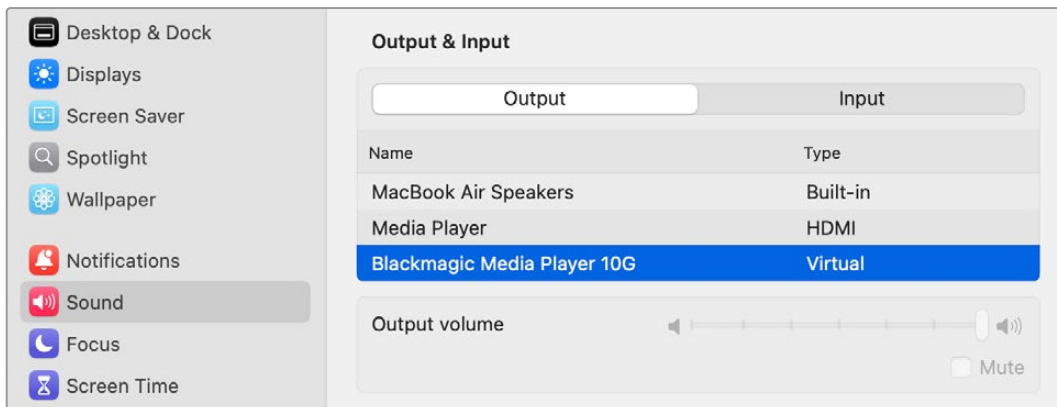 Desktop & Dock
Displays
Screen Saver
Spotlight
Wallpaper
Notifications
Sound
Focus
Screen Time
Output & Input
Output Input
Name Type
MacBook Air Speakers Built-in
Media Player HDMI
Blackmagic Media Player 10G Virtual
Output volume
Mute